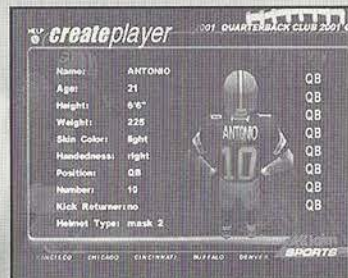 HELP
createplayer
2001 QUARTERBACK CLUB 2001
Name: ANTONIO
Age: 21
Height: 6'6"
Weight: 225
Skin Color: light
Handedness: right
Position: QB
Number: 10
Kick Returner: no
Helmet Type: mask 2
ANTONIO
10
QB
QB
QB
QB
QB
QB
QB
QB
CHICAGO CINCINNATI BUFFALO DENVER
SPORTS